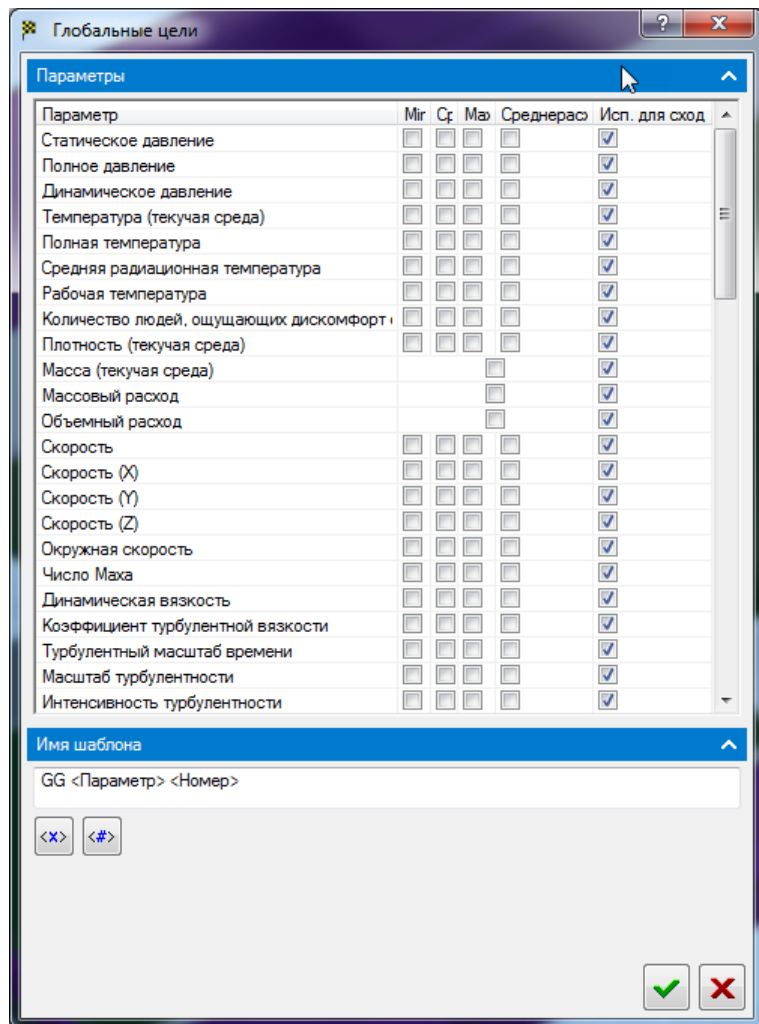 Глобальные цели
Параметры
Параметр Mir Ср Max Среднерасх Исп. для сход
Статическое давление
Полное давление
Динамическое давление
Температура (текучая среда)
Полная температура
Средняя радиационная температура
Рабочая температура
Количество людей, ощущающих дискомфорт
Плотность (текучая среда)
Масса (текучая среда)
Массовый расход
Объемный расход
Скорость
Скорость (X)
Скорость (Y)
Скорость (Z)
Окружная скорость
Число Маха
Динамическая вязкость
Коэффициент турбулентной вязкости
Турбулентный масштаб времени
Масштаб турбулентности
Интенсивность турбулентности
Имя шаблона
GG <Параметр> <Номер>
<x> <#>